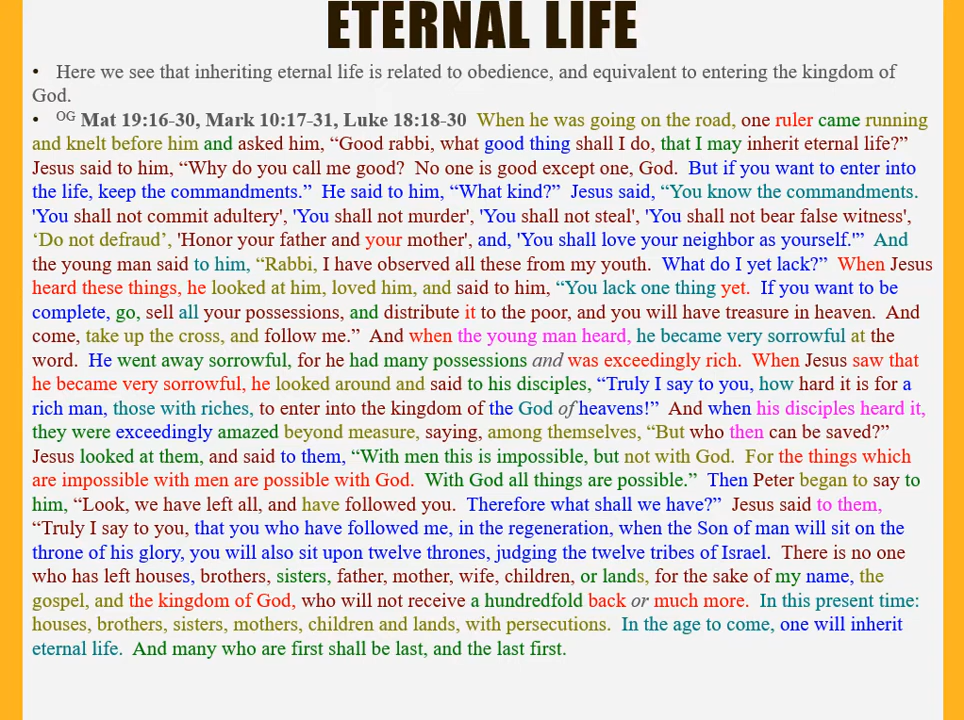 ETERNAL LIFE
• Here we see that inheriting eternal life is related to obedience, and equivalent to entering the kingdom of
God.
• OG Mat 19:16-30, Mark 10:17-31, Luke 18:18-30 When he was going on the road, one ruler came running
and knelt before him and asked him, “Good rabbi, what good thing shall I do, that I may inherit eternal life?”
Jesus said to him, “Why do you call me good? No one is good except one, God. But if you want to enter into
the life, keep the commandments.” He said to him, “What kind?” Jesus said, “You know the commandments.
'You shall not commit adultery', 'You shall not murder', 'You shall not steal', 'You shall not bear false witness',
‘Do not defraud’, 'Honor your father and your mother', and, 'You shall love your neighbor as yourself.'” And
the young man said to him, “Rabbi, I have observed all these from my youth. What do I yet lack?” When Jesus
heard these things, he looked at him, loved him, and said to him, “You lack one thing yet. If you want to be
complete, go, sell all your possessions, and distribute it to the poor, and you will have treasure in heaven. And
come, take up the cross, and follow me.” And when the young man heard, he became very sorrowful at the
word. He went away sorrowful, for he had many possessions and was exceedingly rich. When Jesus saw that
he became very sorrowful, he looked around and said to his disciples, “Truly I say to you, how hard it is for a
rich man, those with riches, to enter into the kingdom of the God of heavens!” And when his disciples heard it,
they were exceedingly amazed beyond measure, saying, among themselves, “But who then can be saved?”
Jesus looked at them, and said to them, “With men this is impossible, but not with God. For the things which
are impossible with men are possible with God. With God all things are possible.” Then Peter began to say to
him, “Look, we have left all, and have followed you. Therefore what shall we have?” Jesus said to them,
“Truly I say to you, that you who have followed me, in the regeneration, when the Son of man will sit on the
throne of his glory, you will also sit upon twelve thrones, judging the twelve tribes of Israel. There is no one
who has left houses, brothers, sisters, father, mother, wife, children, or lands, for the sake of my name, the
gospel, and the kingdom of God, who will not receive a hundredfold back or much more. In this present time:
houses, brothers, sisters, mothers, children and lands, with persecutions. In the age to come, one will inherit
eternal life. And many who are first shall be last, and the last first.